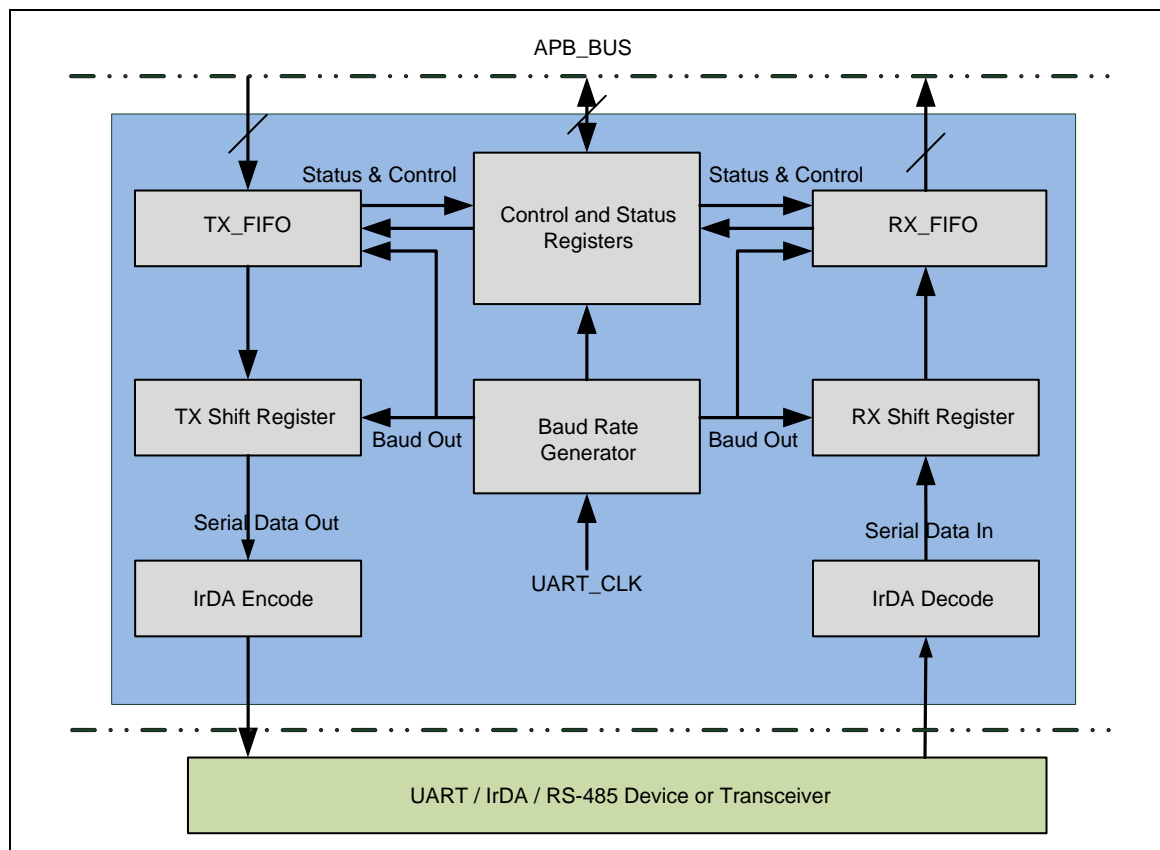 APB_BUS
Status & Control
Status & Control
TX_FIFO
Control and Status
Registers
RX_FIFO
TX Shift Register
Baud Rate
Generator
RX Shift Register
Baud Out
Baud Out
Serial Data Out
Serial Data In
UART_CLK
IrDA Encode
IrDA Decode
UART / IrDA / RS-485 Device or Transceiver